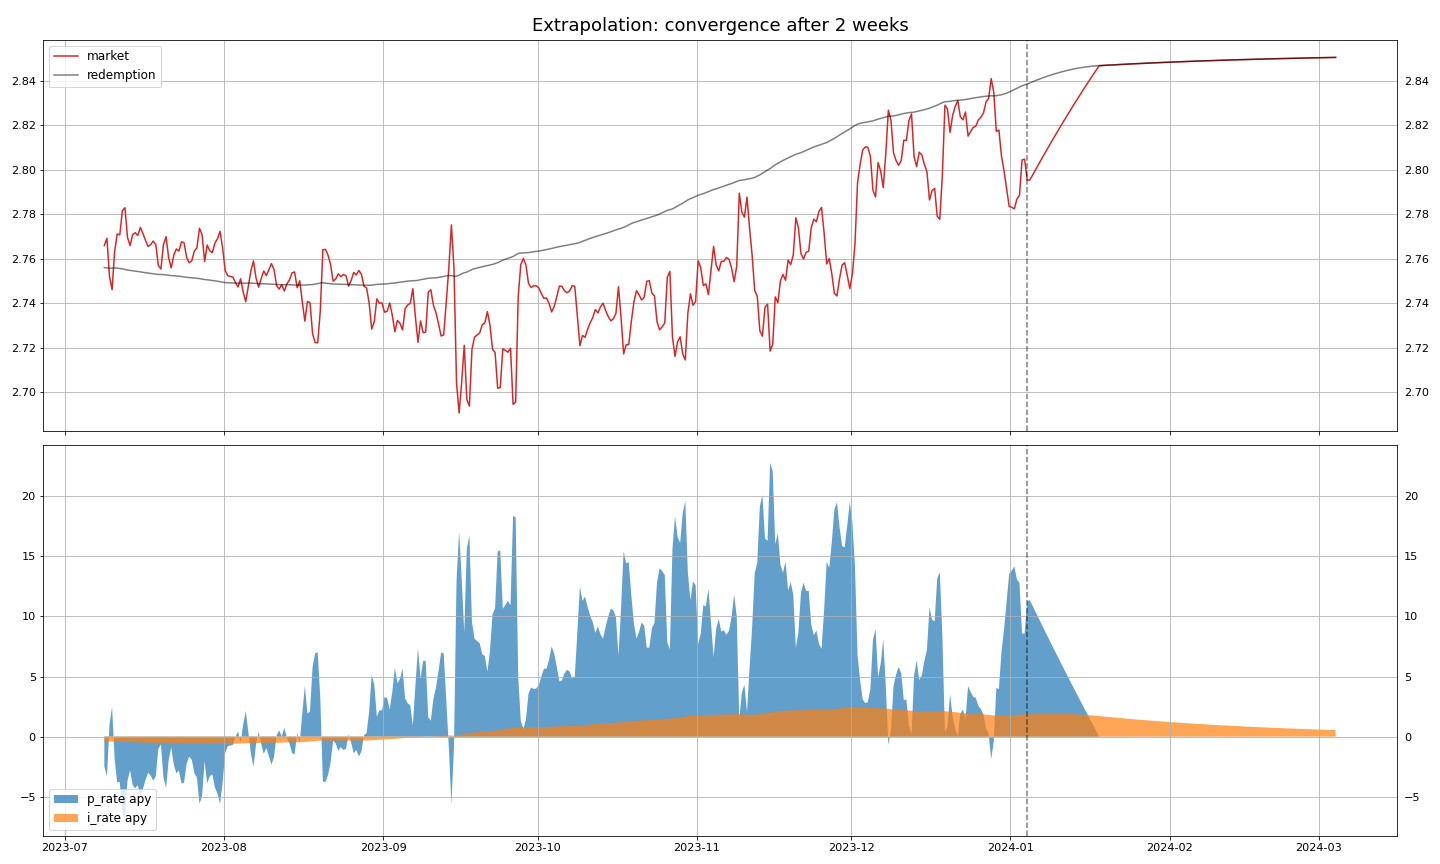 Extrapolation: convergence after 2 weeks
market
redemption
2.84 2.84
2.82 2.82
2.80 2.80
2.78 2.78
2.76 2.76
2.74 2.74
2.72 2.72
2.70 2.70
20 20
15 15
10 10
5 5
0 0
−5 −5
p_rate apy
i_rate apy
2023-07 2023-08 2023-09 2023-10 2023-11 2023-12 2024-01 2024-02 2024-03